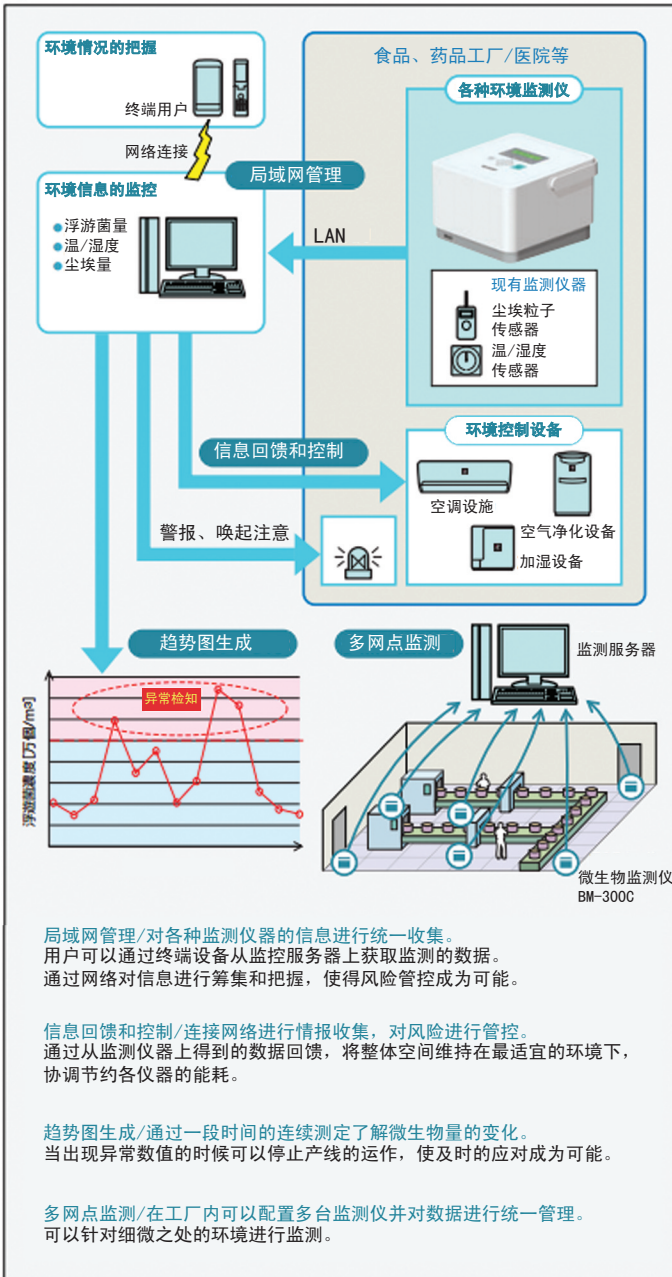 环境情况的把握
终端用户
网络连接
环境信息的监控
●浮游菌量
●温/湿度
●尘埃量
食品、药品工厂/医院等
各种环境监测仪
局域网管理
LAN
现有监测仪器
尘埃粒子
传感器
温/湿度
传感器
信息回馈和控制
环境控制设备
空调设施
空气净化设备
加湿设备
警报、唤起注意
趋势图生成
异常检知
浮遊菌濃度[万個/m³]
多网点监测
监测服务器
微生物监测仪
BM-300C
局域网管理/对各种监测仪器的信息进行统一收集。
用户可以通过终端设备从监控服务器上获取监测的数据。
通过网络对信息进行筹集和把握，使得风险管控成为可能。
信息回馈和控制/连接网络进行情报收集，对风险进行管控。
通过从监测仪器上得到的数据回馈，将整体空间维持在最适宜的环境下，
协调节约各仪器的能耗。
趋势图生成/通过一段时间的连续测定了解微生物量的变化。
当出现异常数值的时候可以停止产线的运作，使及时的应对成为可能。
多网点监测/在工厂内可以配置多台监测仪并对数据进行统一管理。
可以针对细微之处的环境进行监测。